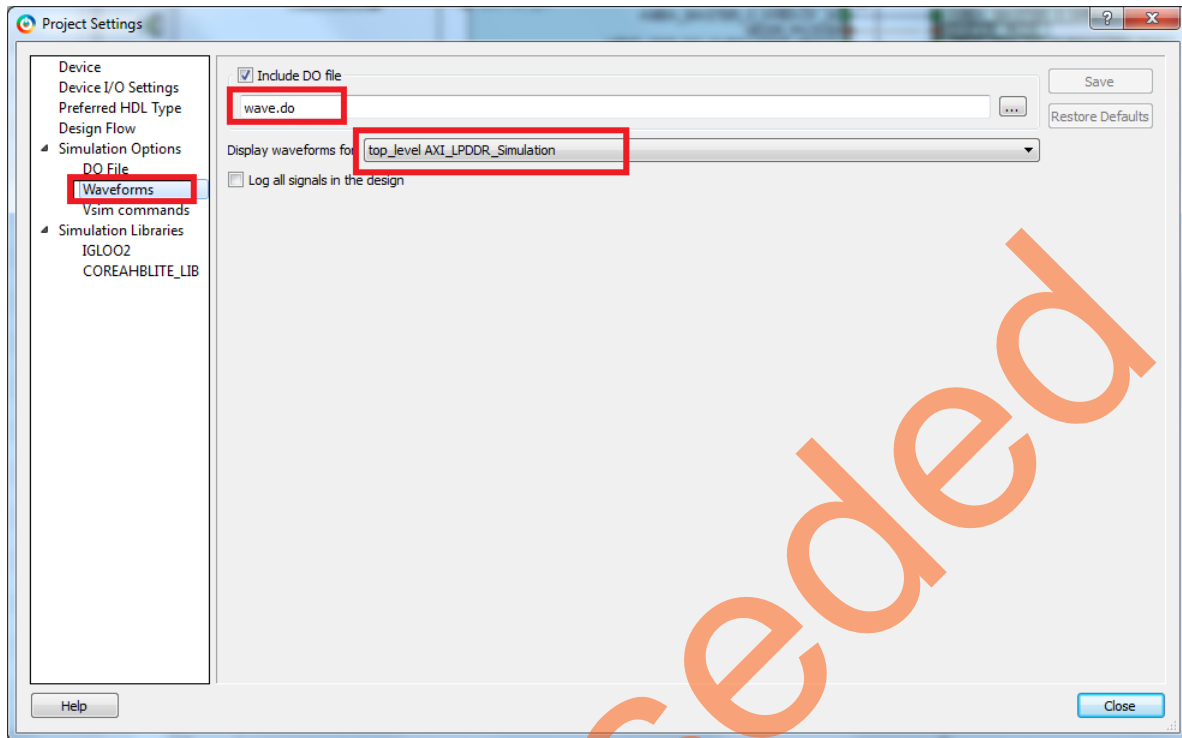 Project Settings
?
X
Device
Device I/O Settings
Preferred HDL Type
Design Flow
Simulation Options
DO File
Waveforms
Vsim commands
Simulation Libraries
IGLOO2
COREAHBLITE_LIB
Include DO file
wave.do
...
Display waveforms for
top_level AXI_LPDDR_Simulation
Log all signals in the design
Save
Restore Defaults
Help
Close
ceded